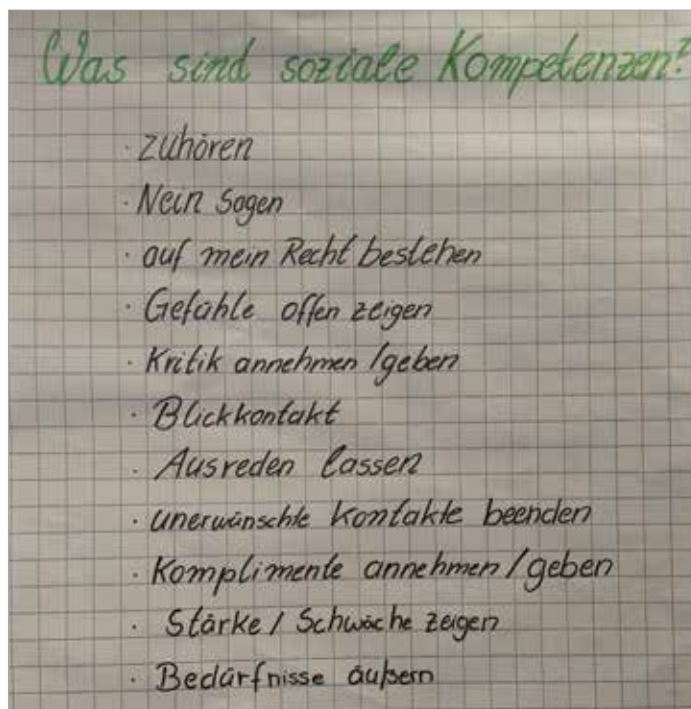 Was sind soziale Kompetenzen?
· zuhören
· Nein sagen
· auf mein Recht bestehen
· Gefühle offen zeigen
· Kritik annehmen / geben
· Blickkontakt
· Ausreden lassen
· unerwünschte Kontakte beenden
· Komplimente annehmen / geben
· Stärke / Schwäche zeigen
· Bedürfnisse äußern